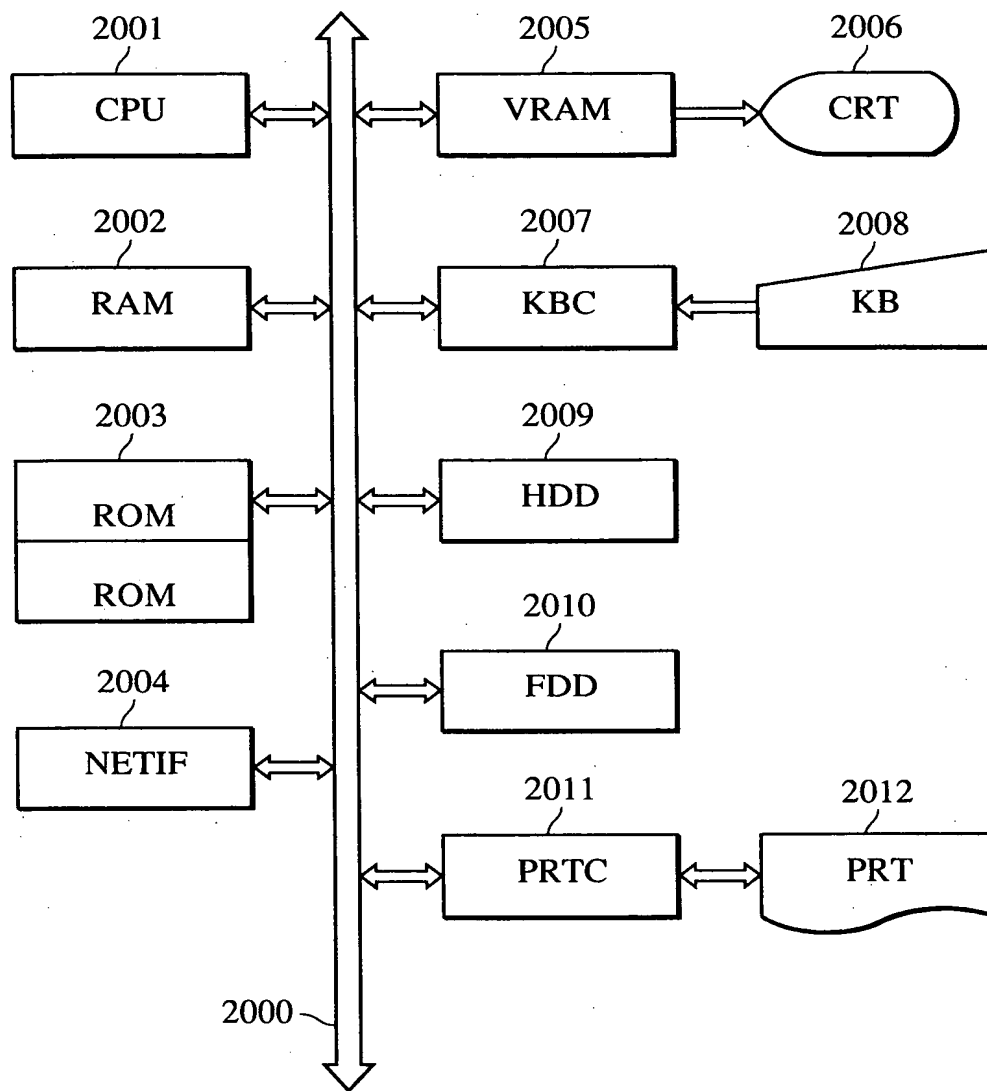 2001
CPU
2005
VRAM
2006
CRT
2002
RAM
2007
KBC
2008
KB
2003
ROM
ROM
2009
HDD
2004
NETIF
2010
FDD
2011
PRTC
2012
PRT
2000